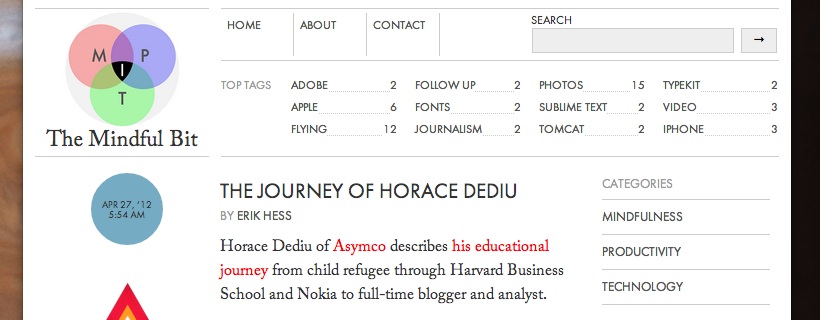 HOME
ABOUT
CONTACT
SEARCH
→
M P
I
T
The Mindful Bit
TOP TAGS
ADOBE 2
FOLLOW UP 2
PHOTOS 15
TYPEKIT 2
APPLE 6
FONTS 2
SUBLIME TEXT 2
VIDEO 3
FLYING 12
JOURNALISM 2
TOMCAT 2
IPHONE 3
APR 27, '12
5:54 AM
THE JOURNEY OF HORACE DEDIU
BY ERIK HESS
Horace Dediu of Asymco describes his educational
journey from child refugee through Harvard Business
School and Nokia to full-time blogger and analyst.
CATEGORIES
MINDFULNESS
PRODUCTIVITY
TECHNOLOGY